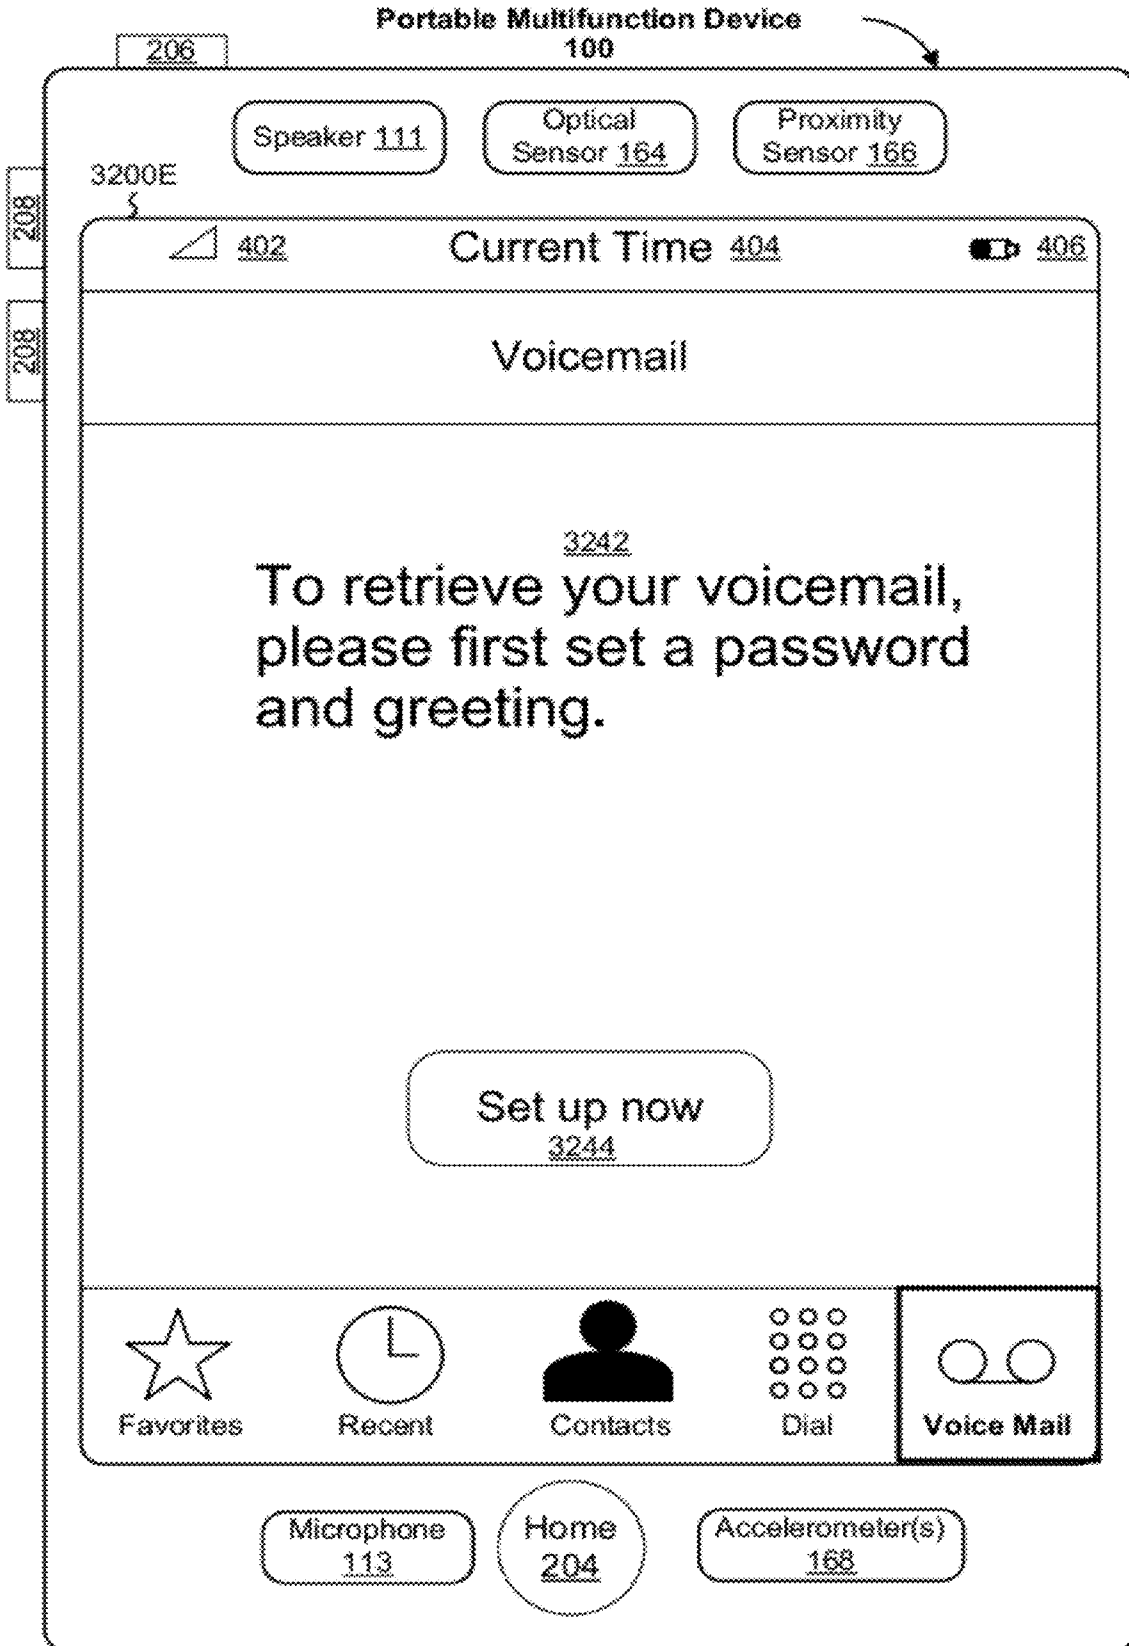 Portable Multifunction Device
100
206
Speaker 111
Optical
Sensor 164
Proximity
Sensor 166
3200E
208
208
402
Current Time 404
406
Voicemail
3242
To retrieve your voicemail,
please first set a password
and greeting.
Set up now
3244
Favorites
Recent
Contacts
Dial
Voice Mail
Microphone
113
Home
204
Accelerometer(s)
168